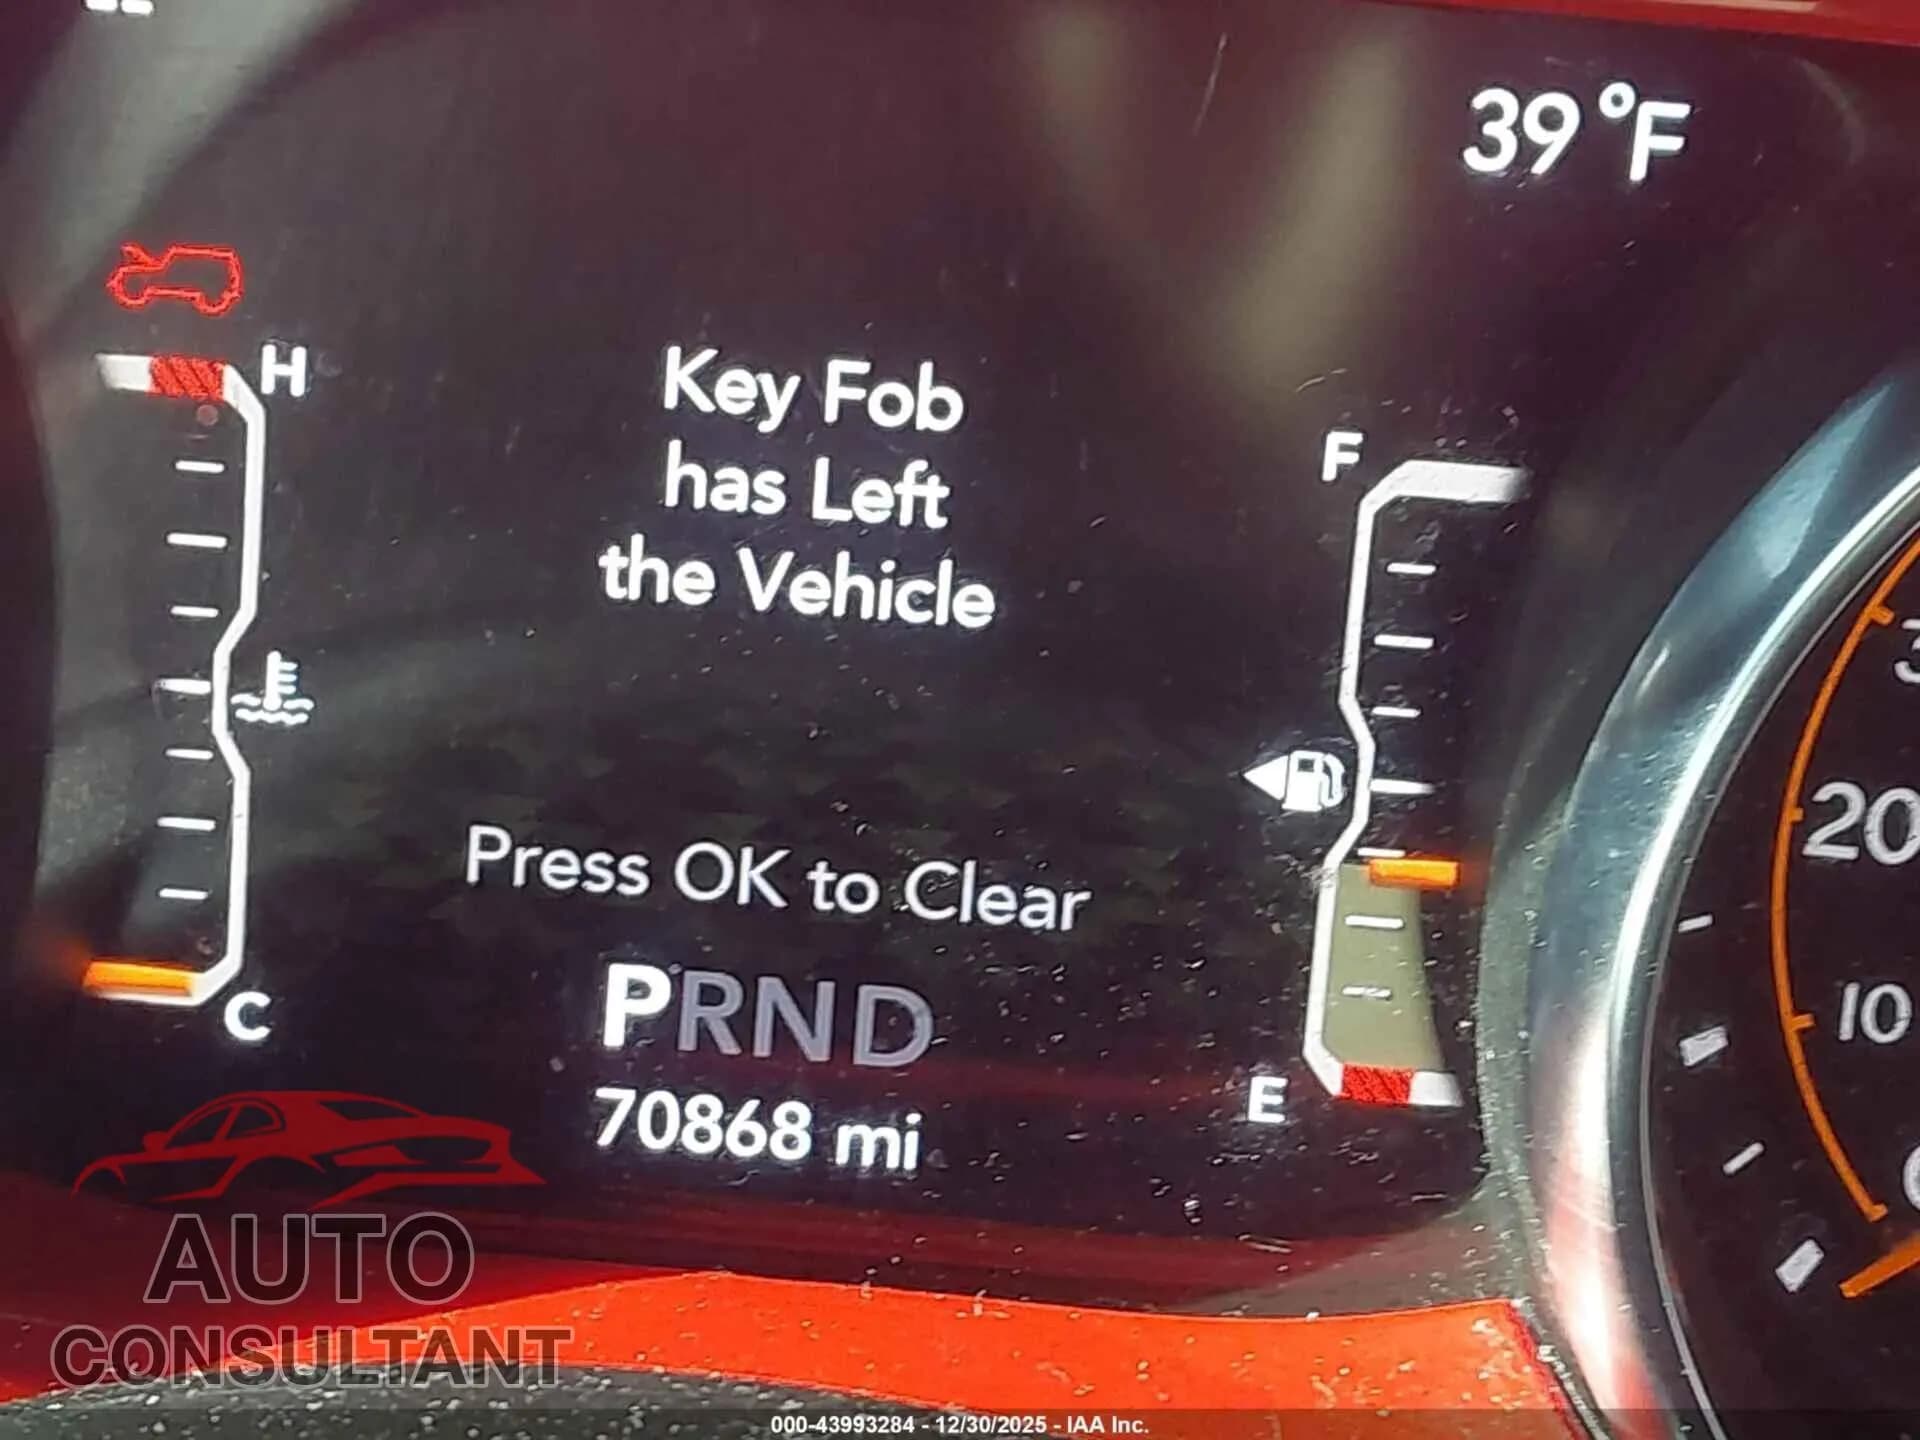 39°F
H
Key Fob
has Left
the Vehicle
F
Press OK to Clear
C
PRND
E
70868 mi
20
10
AUTO
CONSULTANT
000-43993284 - 12/30/2025 - IAA Inc.